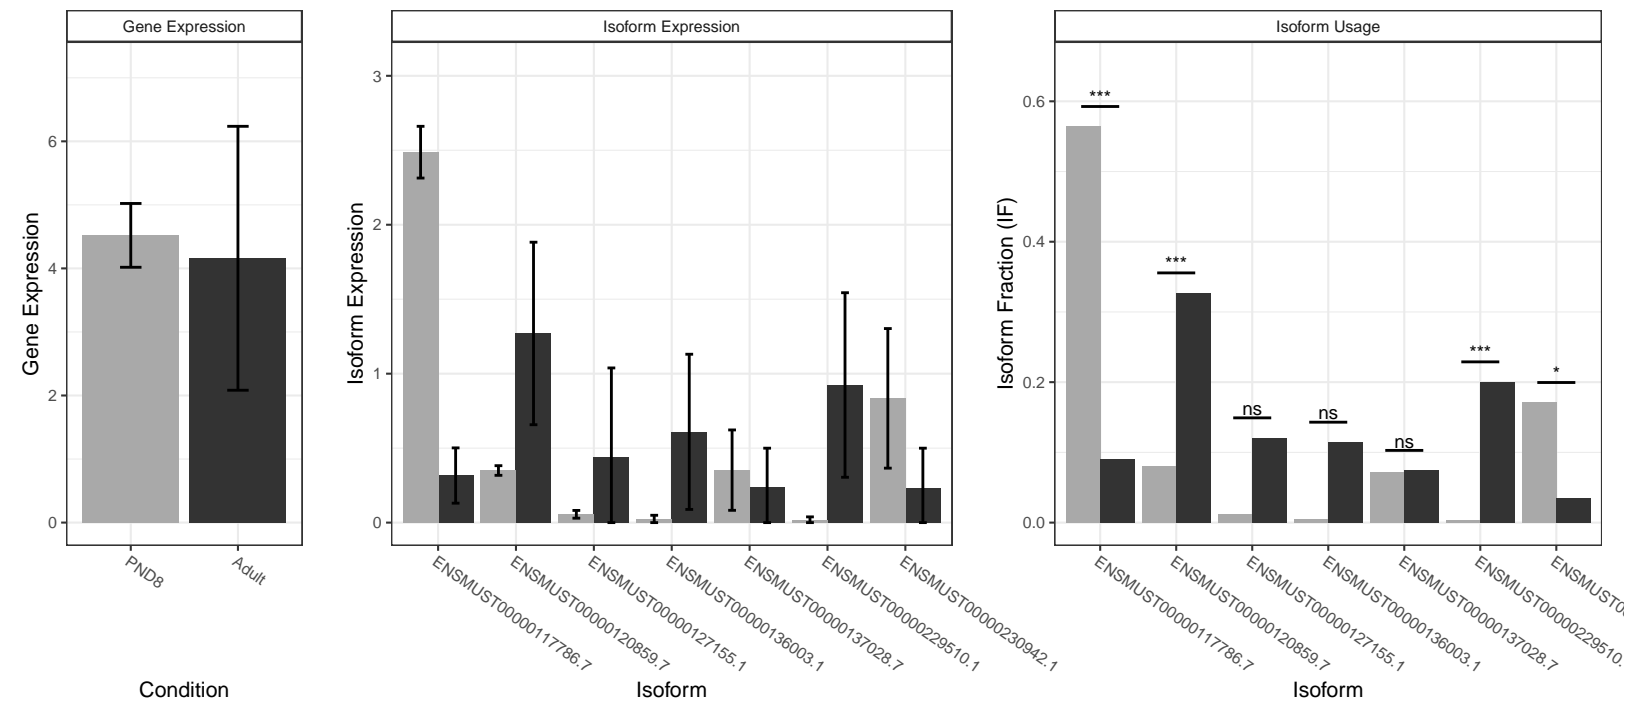 Gene Expression
Isoform Expression
Isoform Usage
Gene Expression
6
4
2
0
PND8
Adult
Condition
Isoform Expression
3
2
1
0
ENSMUST00000117786.7
ENSMUST00000120859.7
ENSMUST00000127155.1
ENSMUST00000136003.1
ENSMUST00000137028.7
ENSMUST00000229510.1
ENSMUST00000230942.1
Isoform
Isoform Fraction (IF)
0.6
0.4
0.2
0.0
***
***
ns
ns
ns
***
*
ENSMUST00000117786.7
ENSMUST00000120859.7
ENSMUST00000127155.1
ENSMUST00000136003.1
ENSMUST00000137028.7
ENSMUST00000229510.
ENSMUST0
Isoform